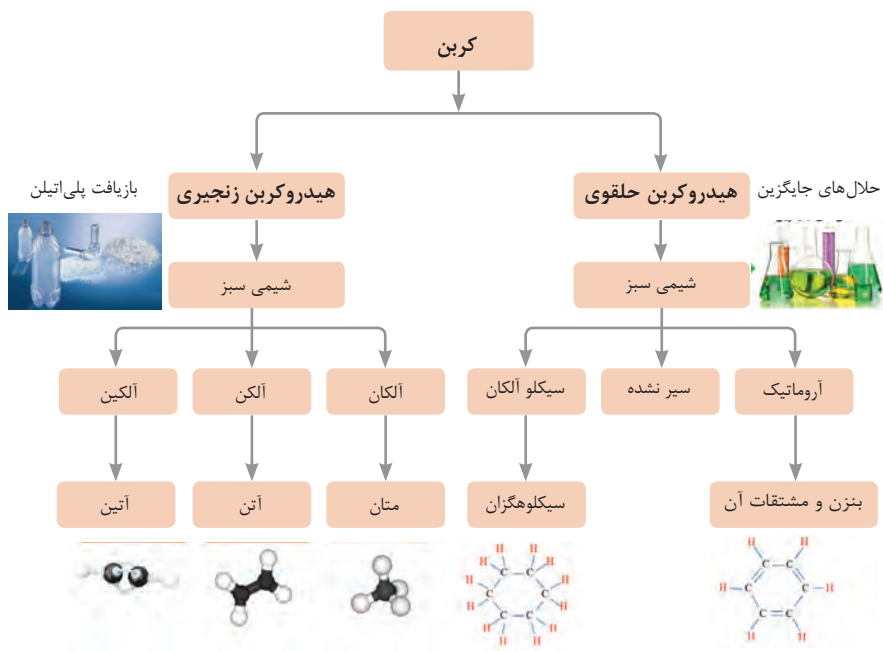 کربن
هیدروکربن حلقوی
هیدروکربن زنجیری
حلال‌های جایگزین
بازیافت پلی‌اتیلن
شیمی سبز
شیمی سبز
آروماتیک
سیر نشده
سیکلو آلکان
آلکان
آلکن
آلکین
بنزن و مشتقات آن
سیکلوهگزان
متان
آتن
آتین
H H
C C
H C C H
C C
H H
H H H H
H C C H
H C C H
H C C H
H H H H